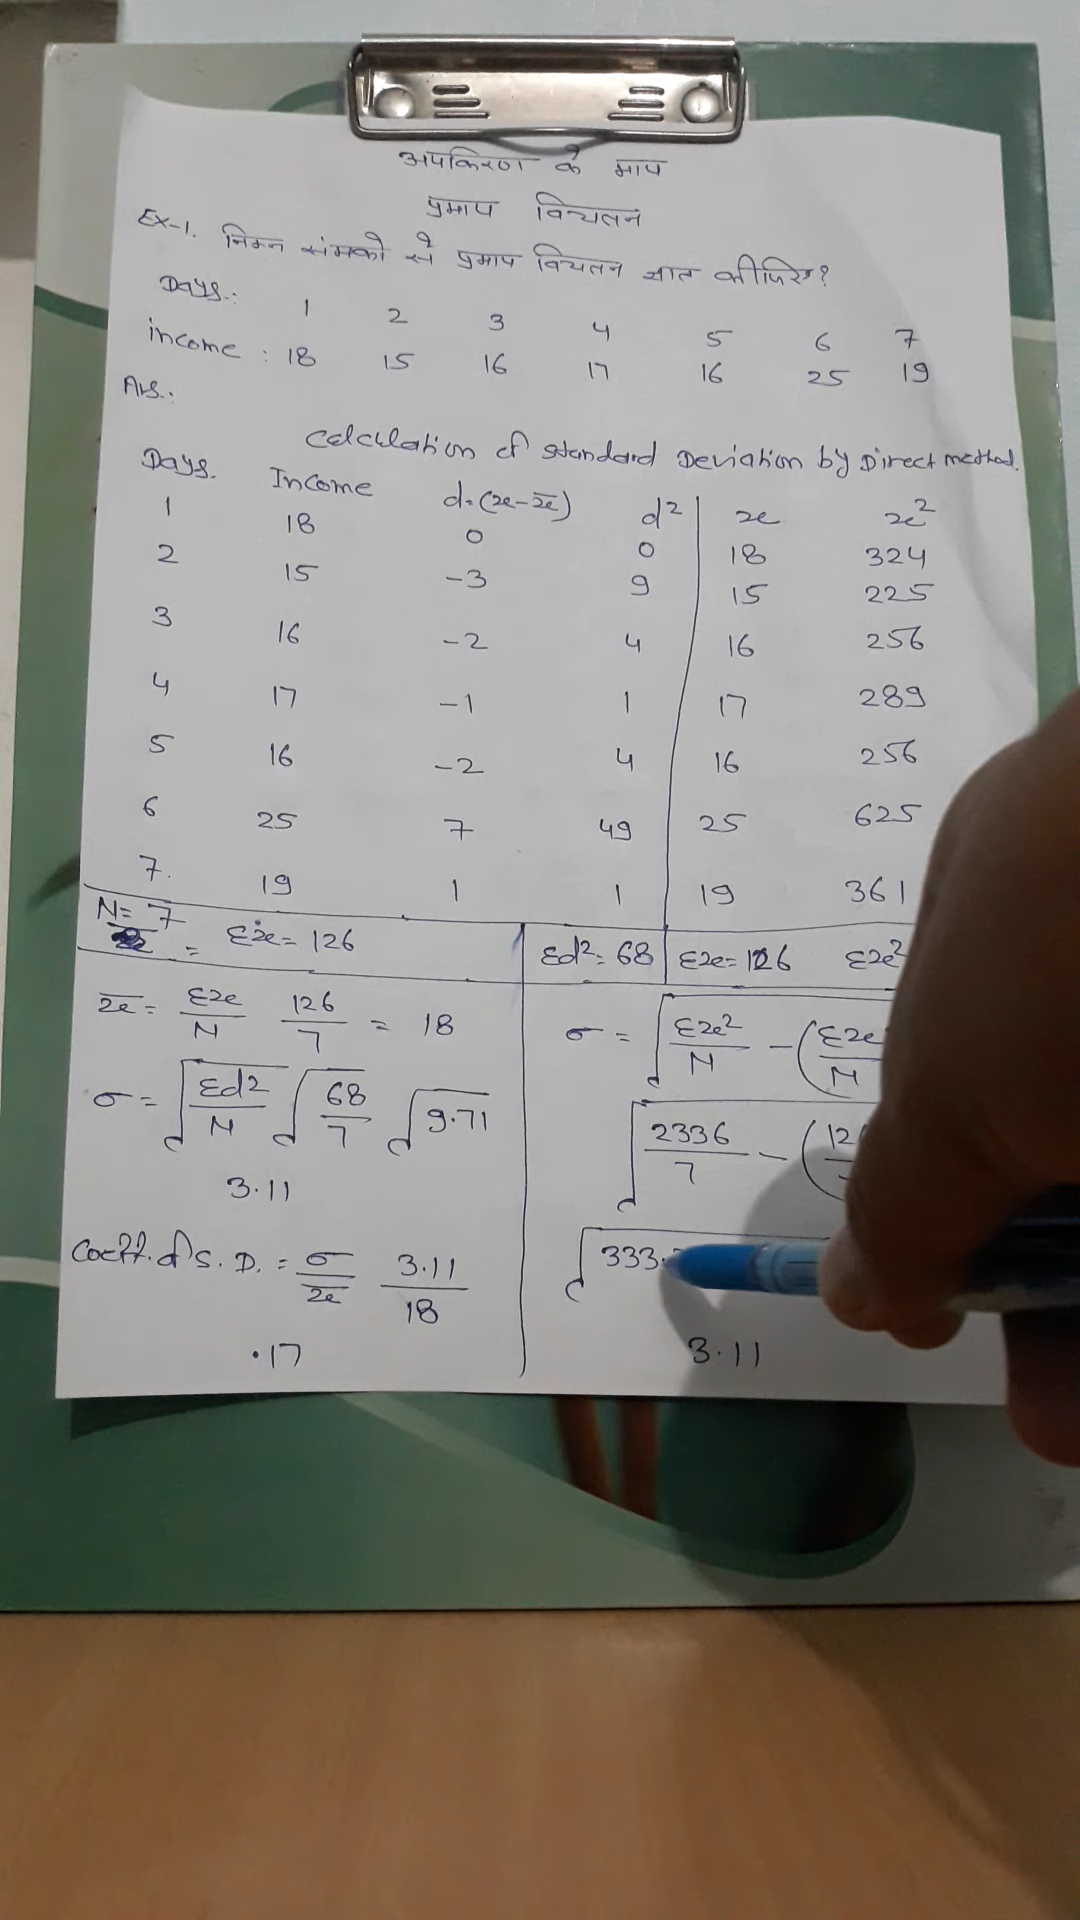 अपकिरण के माप
प्रमाप विचलन
Ex-1. निम्न संमको से प्रमाप विचलन ज्ञात कीजिए?
Days: 1 2 3 4 5 6 7
income: 18 15 16 17 16 25 19
Ans.:
Calculation of Standard Deviation by Direct method.
Days. Income d=(x-x̄) d² x x²
1 18 0 0 18 324
2 15 -3 9 15 225
3 16 -2 4 16 256
4 17 -1 1 17 289
5 16 -2 4 16 256
6 25 7 49 25 625
7. 19 1 1 19 361
N=7 = Σx=126 Σd²=68 Σx=126 Σx²
x̄ = Σx/N 126/7 = 18
σ = √Σd²/N √68/7 √9.71
3.11
Coeff. of S.D. = σ/x̄ 3.11/18
.17
σ = √Σx²/N - (Σx/N
√2336/7 - (
√333.
3.11